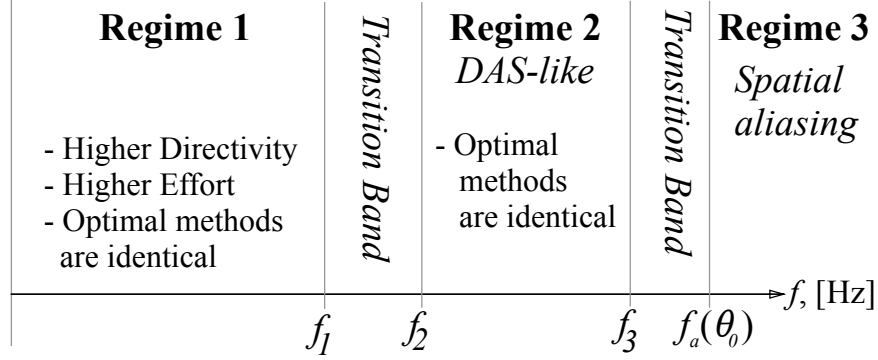 Regime 1
- Higher Directivity
- Higher Effort
- Optimal methods
are identical
Transition Band
Regime 2
DAS-like
- Optimal
methods
are identical
Transition Band
Regime 3
Spatial
aliasing
f1 f2 f3 fa(θ0) f, [Hz]